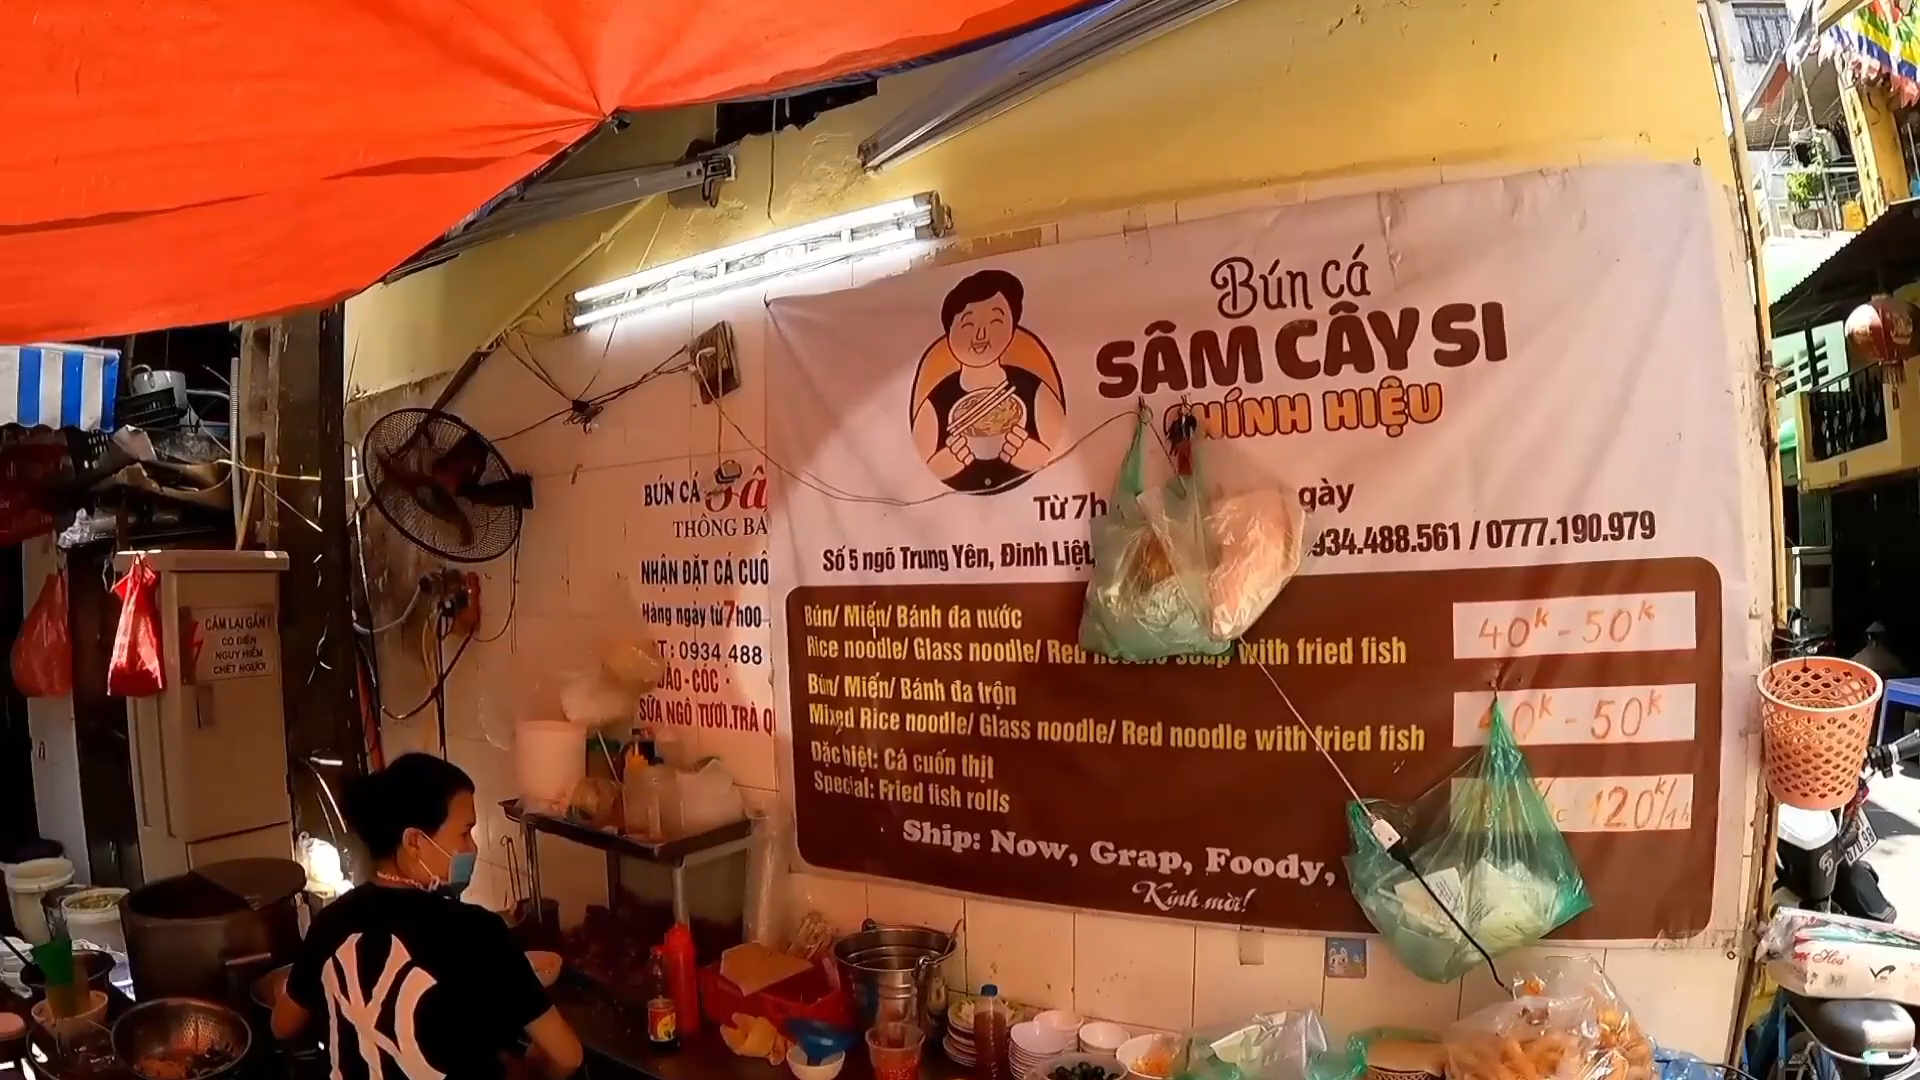 Bún cá
SÂM CÂY SI
CHÍNH HIỆU
Từ 7h
gày
Số 5 ngõ Trung Yên, Đinh Liệt,
934.488.561 / 0777.190.979
Bún/ Miến/ Bánh đa nước
Rice noodle/ Glass noodle/ Red noodle soup with fried fish
40k - 50k
Bún/ Miến/ Bánh đa trộn
Mixed Rice noodle/ Glass noodle/ Red noodle with fried fish
40k - 50k
Đặc biệt: Cá cuốn thịt
Special: Fried fish rolls
120k/
Ship: Now, Grap, Foody,
Kính mời!
BÚN CÁ Sâ
THÔNG BÁ
NHẬN ĐẶT CÁ CUỐ
Hàng ngày từ 7h00
T: 0934 488
SỮA NGÔ TƯƠI.TRÀ Q
CẤM LẠI GẦN!
CÓ ĐIỆN
NGUY HIỂM
CHẾT NGƯỜI
NY